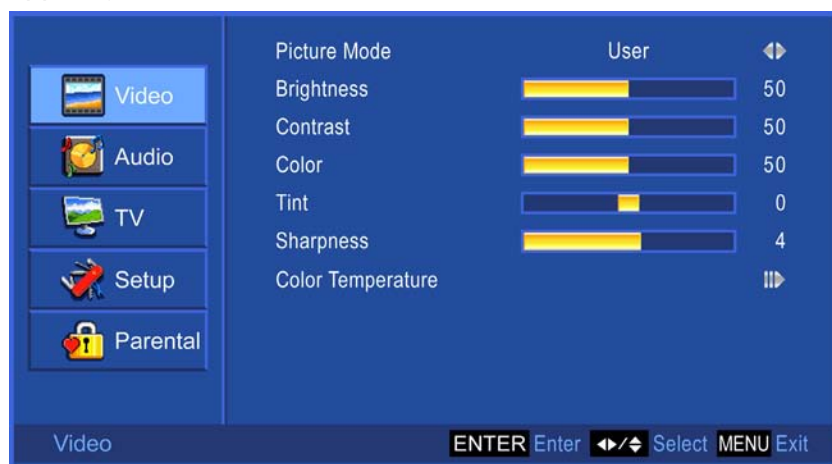 Video
Audio
TV
Setup
Parental
Picture Mode User
Brightness 50
Contrast 50
Color 50
Tint 0
Sharpness 4
Color Temperature
Video ENTER Enter ◀▶/◆ Select MENU Exit